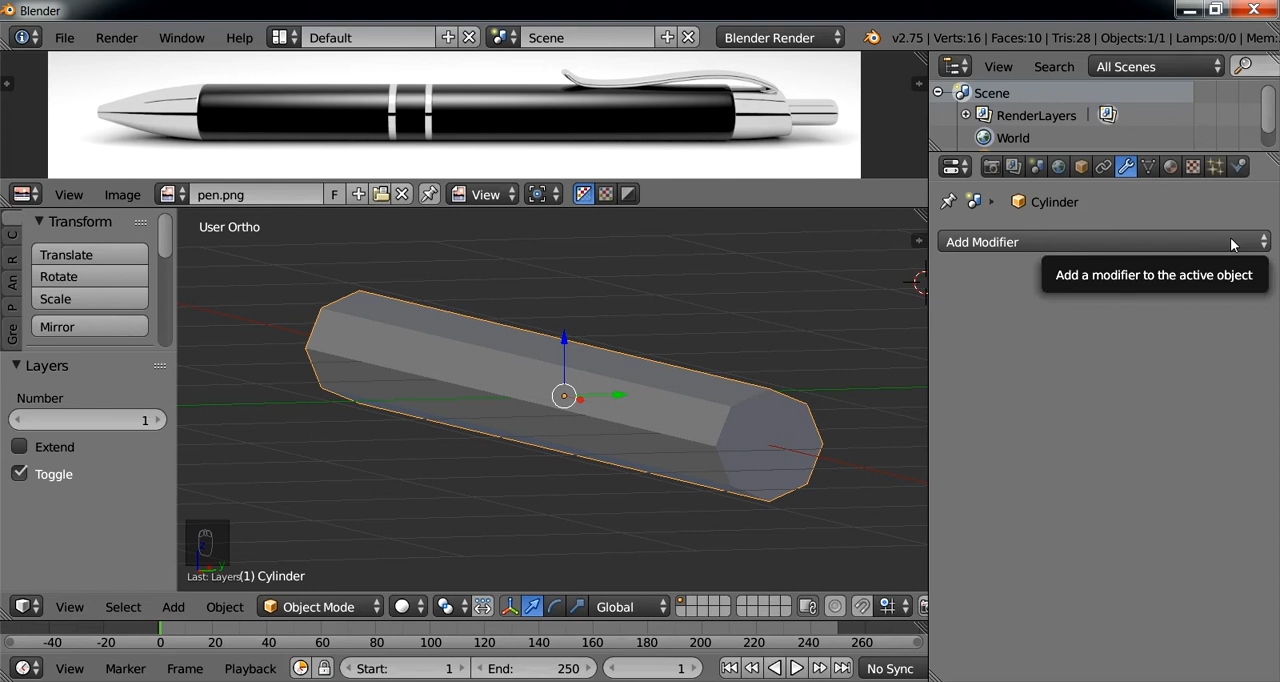 Blender
File Render Window Help Default Scene Blender Render v2.75 | Verts:16 | Faces:10 | Tris:28 | Objects:1/1 | Lamps:0/0 | Mem:
View Search All Scenes
Scene
RenderLayers
World
View Image pen.png F View
Cylinder
Transform
Translate
Rotate
Scale
Mirror
C
R
An
P
Gre
User Ortho
Add Modifier
Add a modifier to the active object
Layers
Number
1
Extend
Toggle
z
y
Last: Layers
(1) Cylinder
View Select Add Object Object Mode Global
-40 -20 0 20 40 60 80 100 120 140 160 180 200 220 240 260
View Marker Frame Playback Start: 1 End: 250 1 No Sync